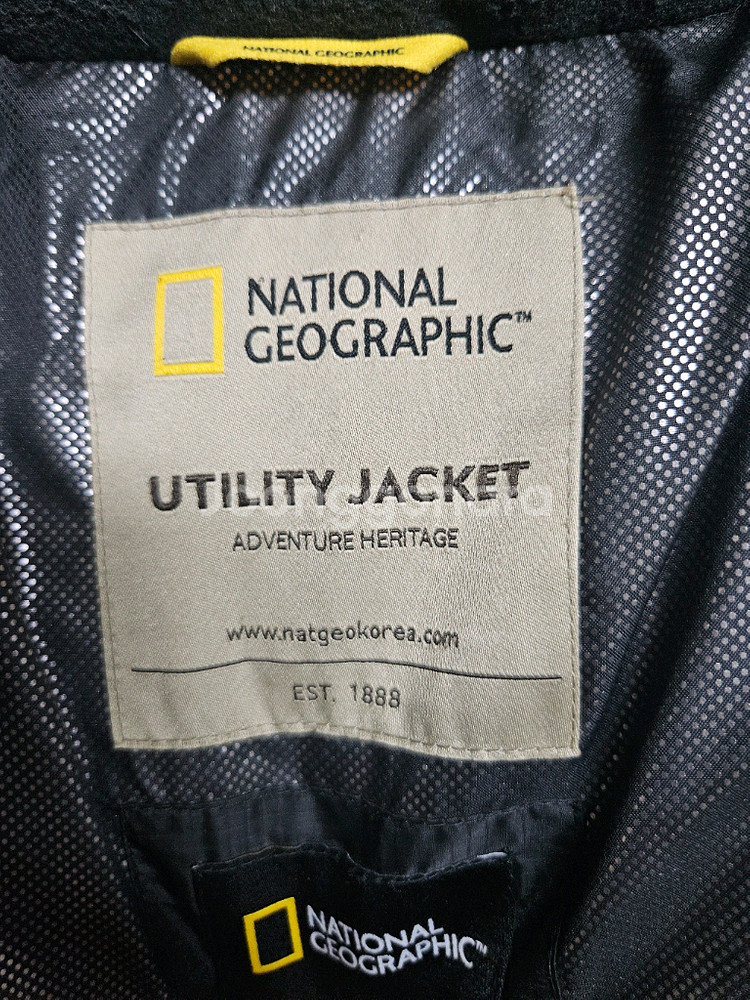 NATIONAL GEOGRAPHIC
NATIONAL
GEOGRAPHIC™
UTILITY JACKET
ADVENTURE HERITAGE
www.natgeokorea.com
EST. 1888
NATIONAL
GEOGRAPHIC™